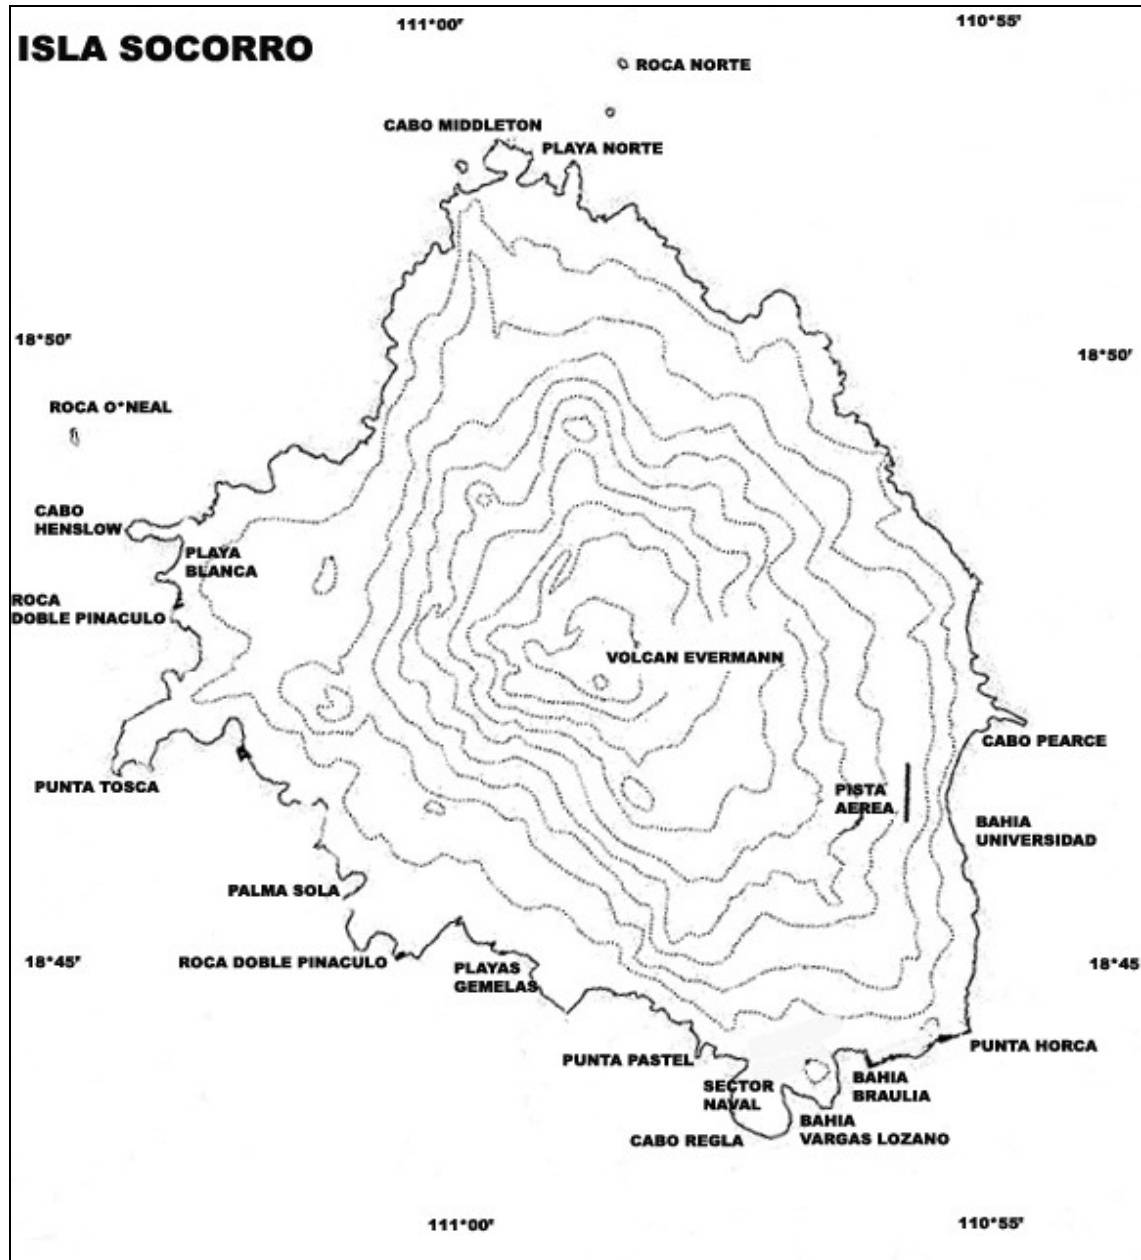 111°00'
110°55'
ISLA SOCORRO
ROCA NORTE
CABO MIDDLETON
PLAYA NORTE
18°50'
18°50'
ROCA O'NEAL
CABO
HENSLOW
PLAYA
BLANCA
ROCA
DOBLE PINACULO
VOLCAN EVERMANN
CABO PEARCE
PUNTA TOSCA
PISTA
AEREA
BAHIA
UNIVERSIDAD
PALMA SOLA
ROCA DOBLE PINACULO
18°45'
PLAYAS
GEMELAS
18°45
PUNTA PASTEL
PUNTA HORCA
SECTOR
NAVAL
BAHIA
BRAULIA
CABO REGLA
BAHIA
VARGAS LOZANO
111°00'
110°55'